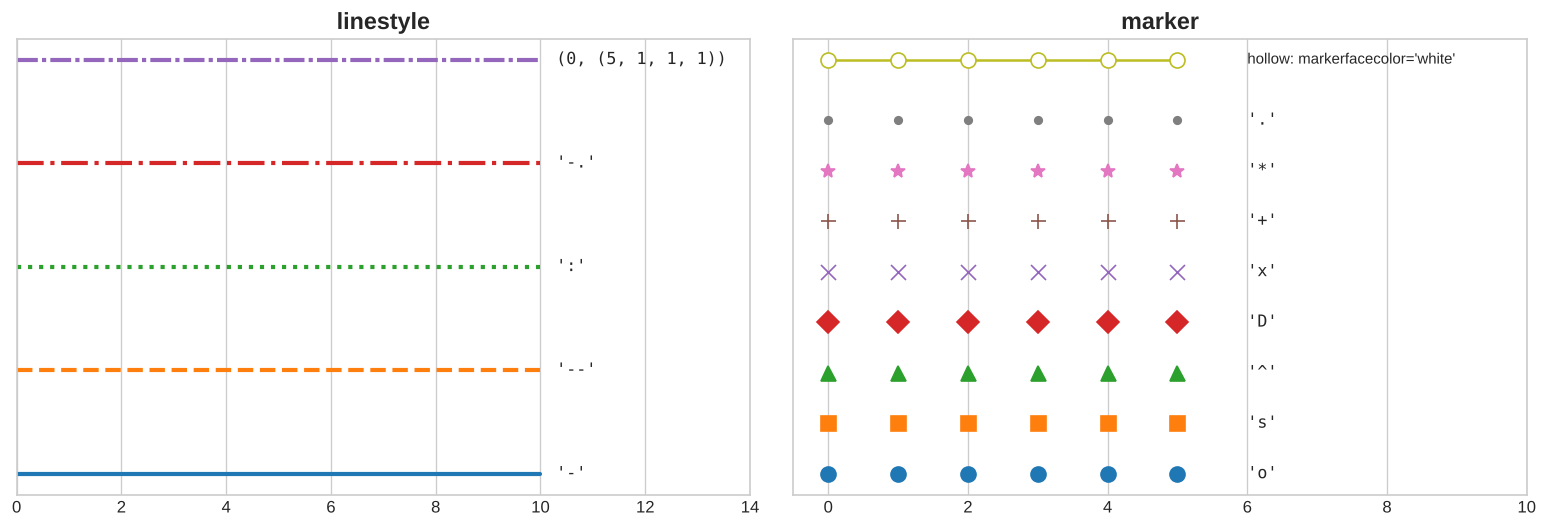 linestyle
(0, (5, 1, 1, 1))
'-.'
':'
'--'
'-'
0 2 4 6 8 10 12 14
marker
hollow: markerfacecolor='white'
'.'
'*'
'+'
'x'
'D'
'^'
's'
'o'
0 2 4 6 8 10